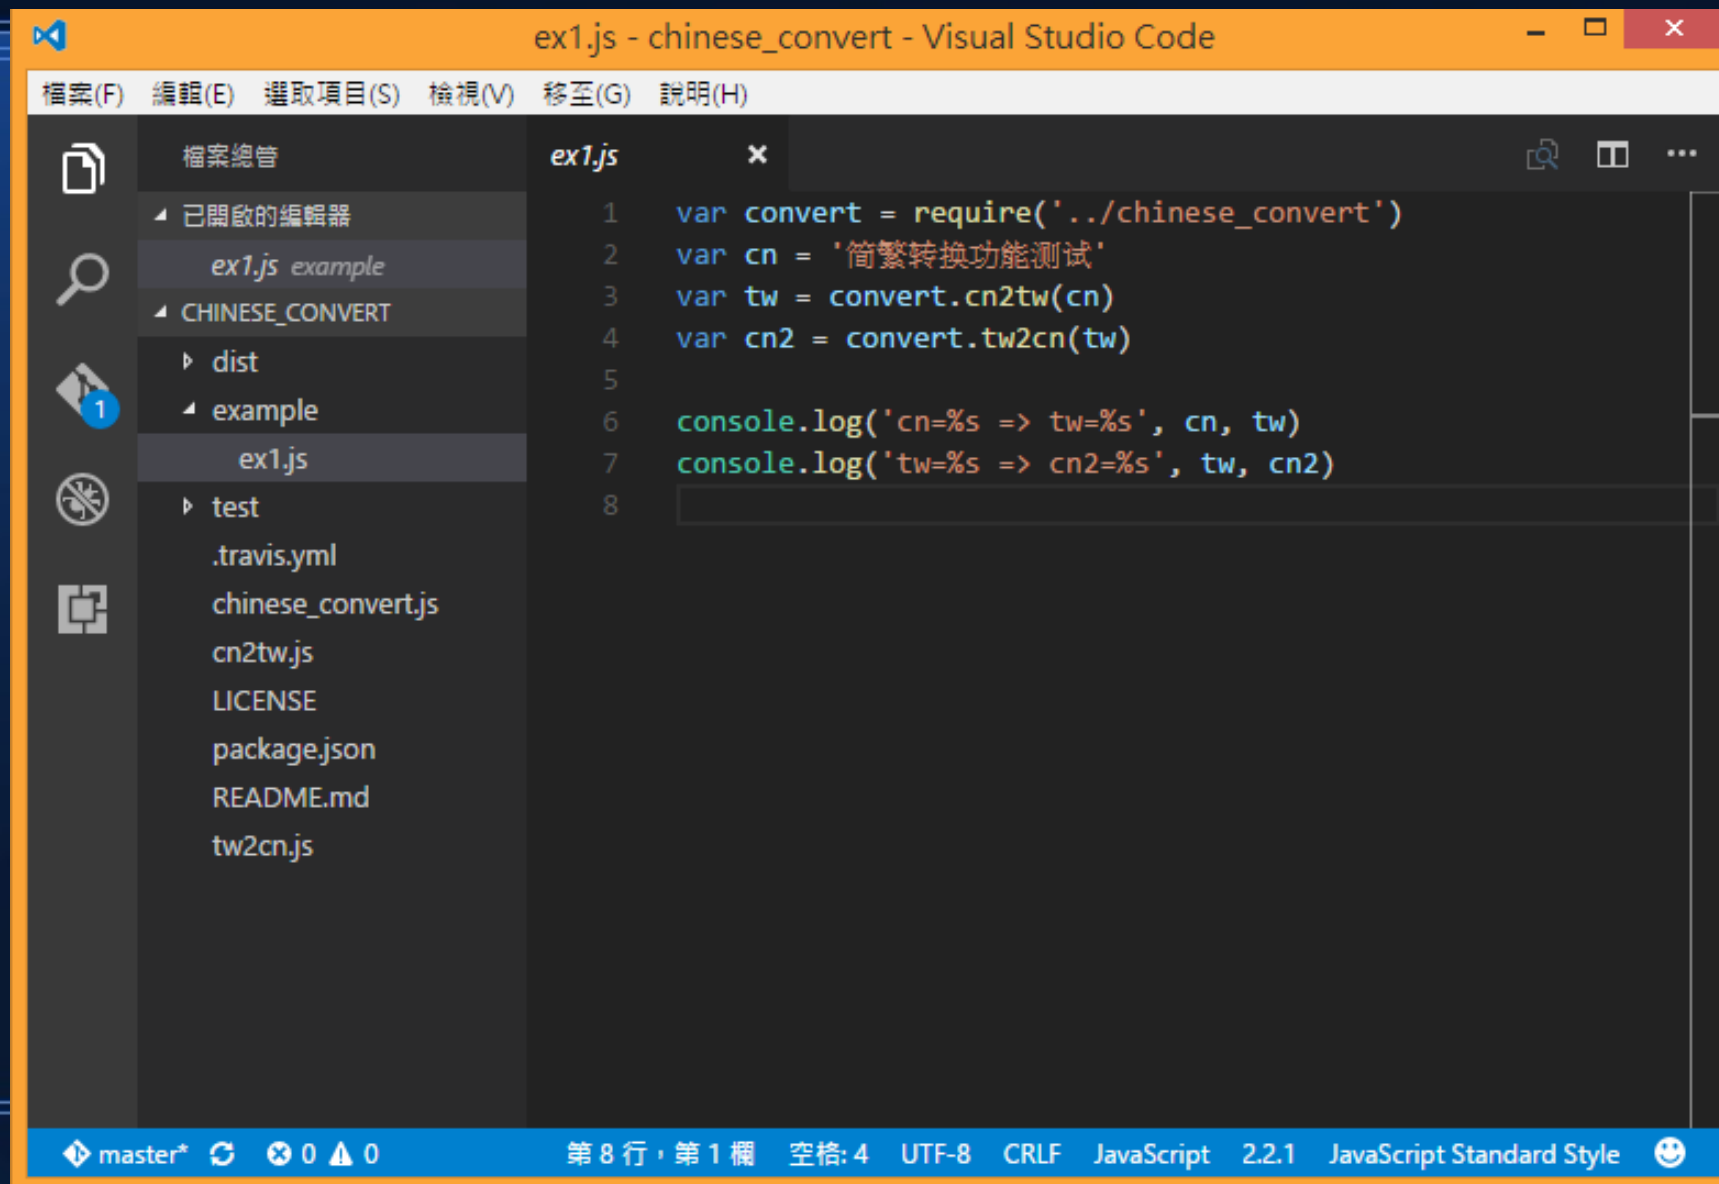 ex1.js - chinese_convert - Visual Studio Code
檔案(F) 編輯(E) 選取項目(S) 檢視(V) 移至(G) 說明(H)
檔案總管
已開啟的編輯器
ex1.js example
CHINESE_CONVERT
dist
example
ex1.js
test
.travis.yml
chinese_convert.js
cn2tw.js
LICENSE
package.json
README.md
tw2cn.js
1
ex1.js
1 var convert = require('../chinese_convert')
2 var cn = '简繁转换功能测试'
3 var tw = convert.cn2tw(cn)
4 var cn2 = convert.tw2cn(tw)
5
6 console.log('cn=%s => tw=%s', cn, tw)
7 console.log('tw=%s => cn2=%s', tw, cn2)
8
master* 0 0 第 8 行，第 1 欄 空格: 4 UTF-8 CRLF JavaScript 2.2.1 JavaScript Standard Style